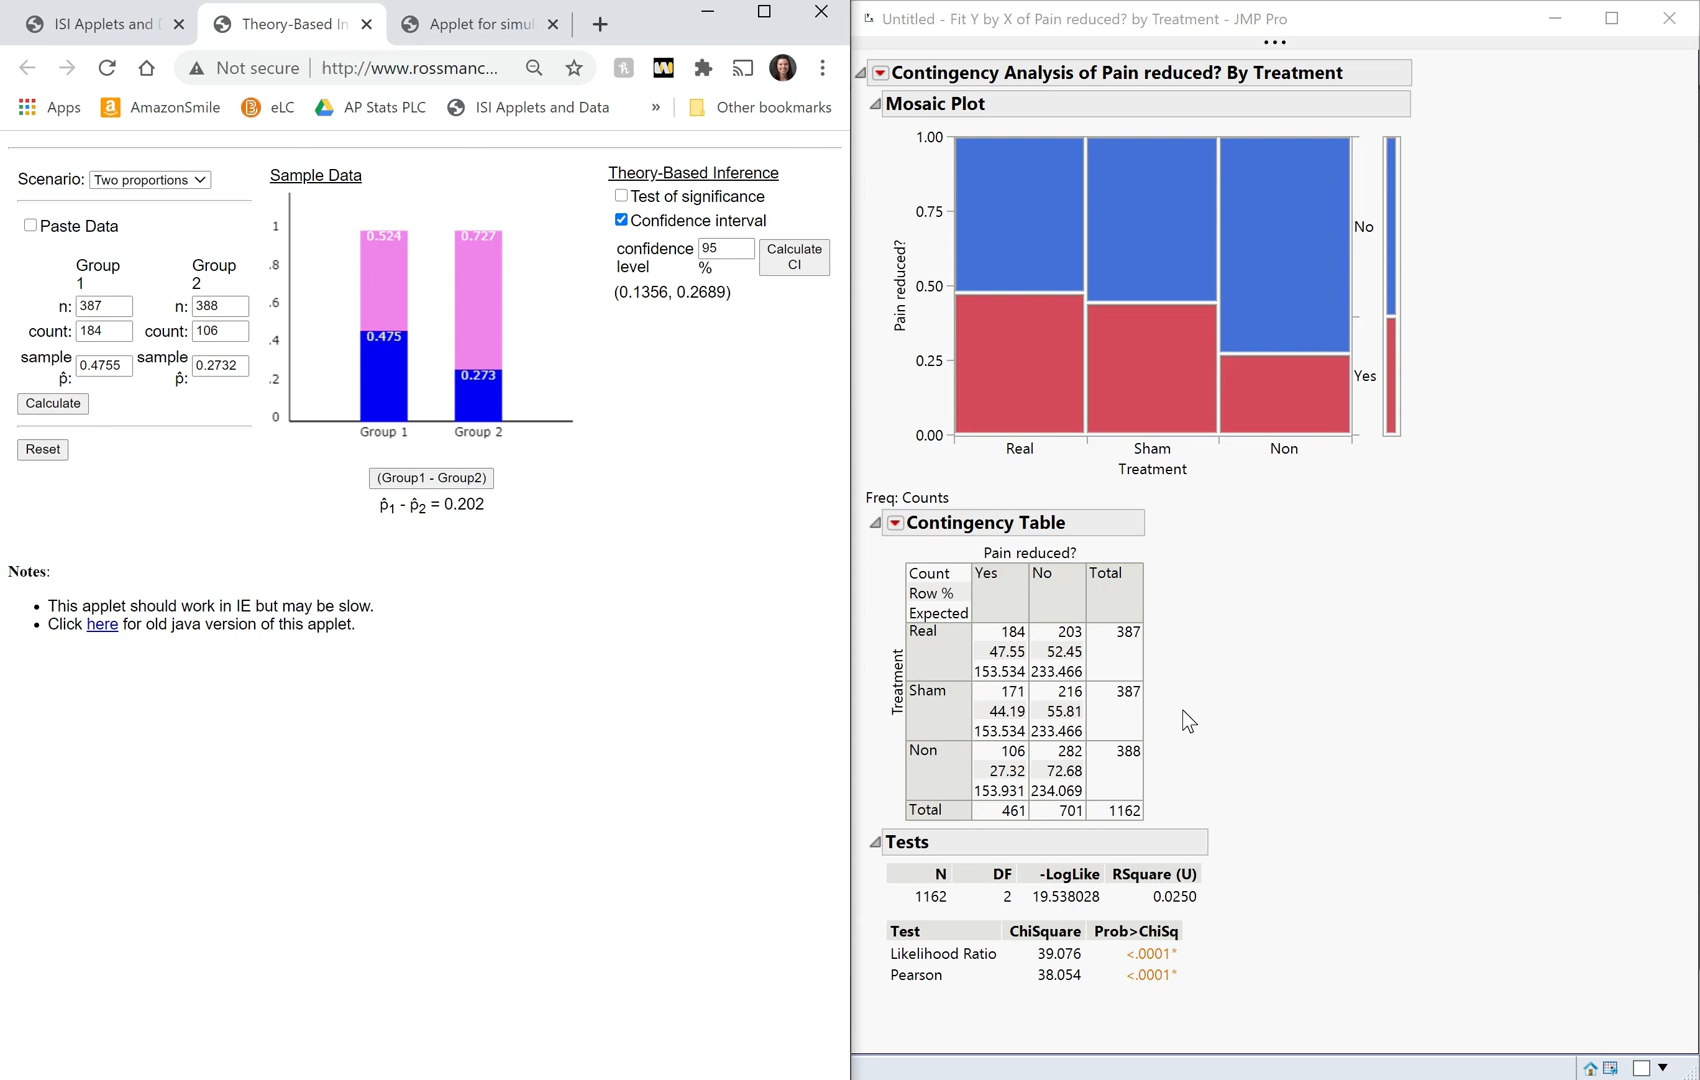 ISI Applets and D
Theory-Based In
Applet for simul
Not secure
http://www.rossmanc...
Apps
AmazonSmile
eLC
AP Stats PLC
ISI Applets and Data
»
Other bookmarks
Scenario: Two proportions
Paste Data
Group 1
Group 2
n: 387
n: 388
count: 184
count: 106
sample p̂: 0.4755
sample p̂: 0.2732
Calculate
Reset
Sample Data
1
.8
.6
.4
.2
0
0.524
0.727
0.475
0.273
Group 1
Group 2
(Group1 - Group2)
p̂1 - p̂2 = 0.202
Theory-Based Inference
Test of significance
Confidence interval
confidence level 95 %
Calculate CI
(0.1356, 0.2689)
Notes:
• This applet should work in IE but may be slow.
• Click here for old java version of this applet.
Untitled - Fit Y by X of Pain reduced? by Treatment - JMP Pro
Contingency Analysis of Pain reduced? By Treatment
Mosaic Plot
1.00
0.75
0.50
0.25
0.00
Pain reduced?
No
Yes
Real
Sham
Non
Treatment
Freq: Counts
Contingency Table
Pain reduced?
Count Yes No Total
Row %
Expected
Treatment
Real 184 203 387
47.55 52.45
153.534 233.466
Sham 171 216 387
44.19 55.81
153.534 233.466
Non 106 282 388
27.32 72.68
153.931 234.069
Total 461 701 1162
Tests
N DF -LogLike RSquare (U)
1162 2 19.538028 0.0250
Test ChiSquare Prob>ChiSq
Likelihood Ratio 39.076 <.0001*
Pearson 38.054 <.0001*